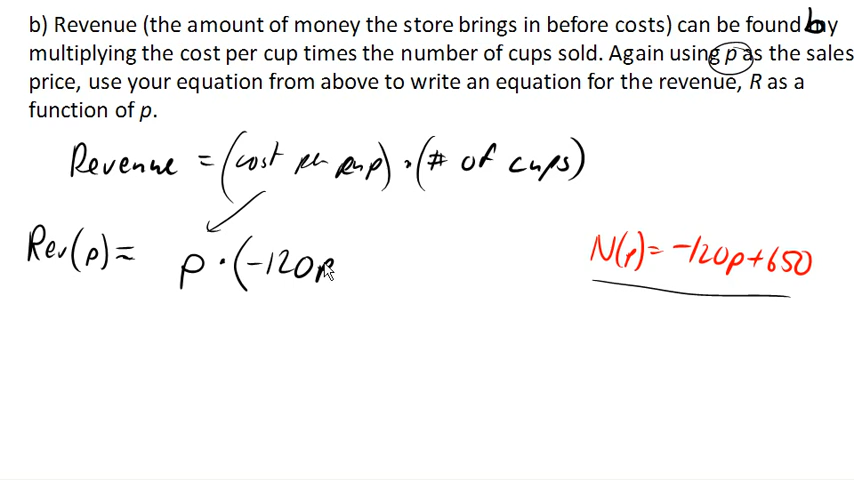 b) Revenue (the amount of money the store brings in before costs) can be found by
multiplying the cost per cup times the number of cups sold. Again using p as the sales
price, use your equation from above to write an equation for the revenue, R as a
function of p.
Revenue = (cost per cup) · (# of cups)
Rev(p) = p · (-120p
N(p) = -120p+650